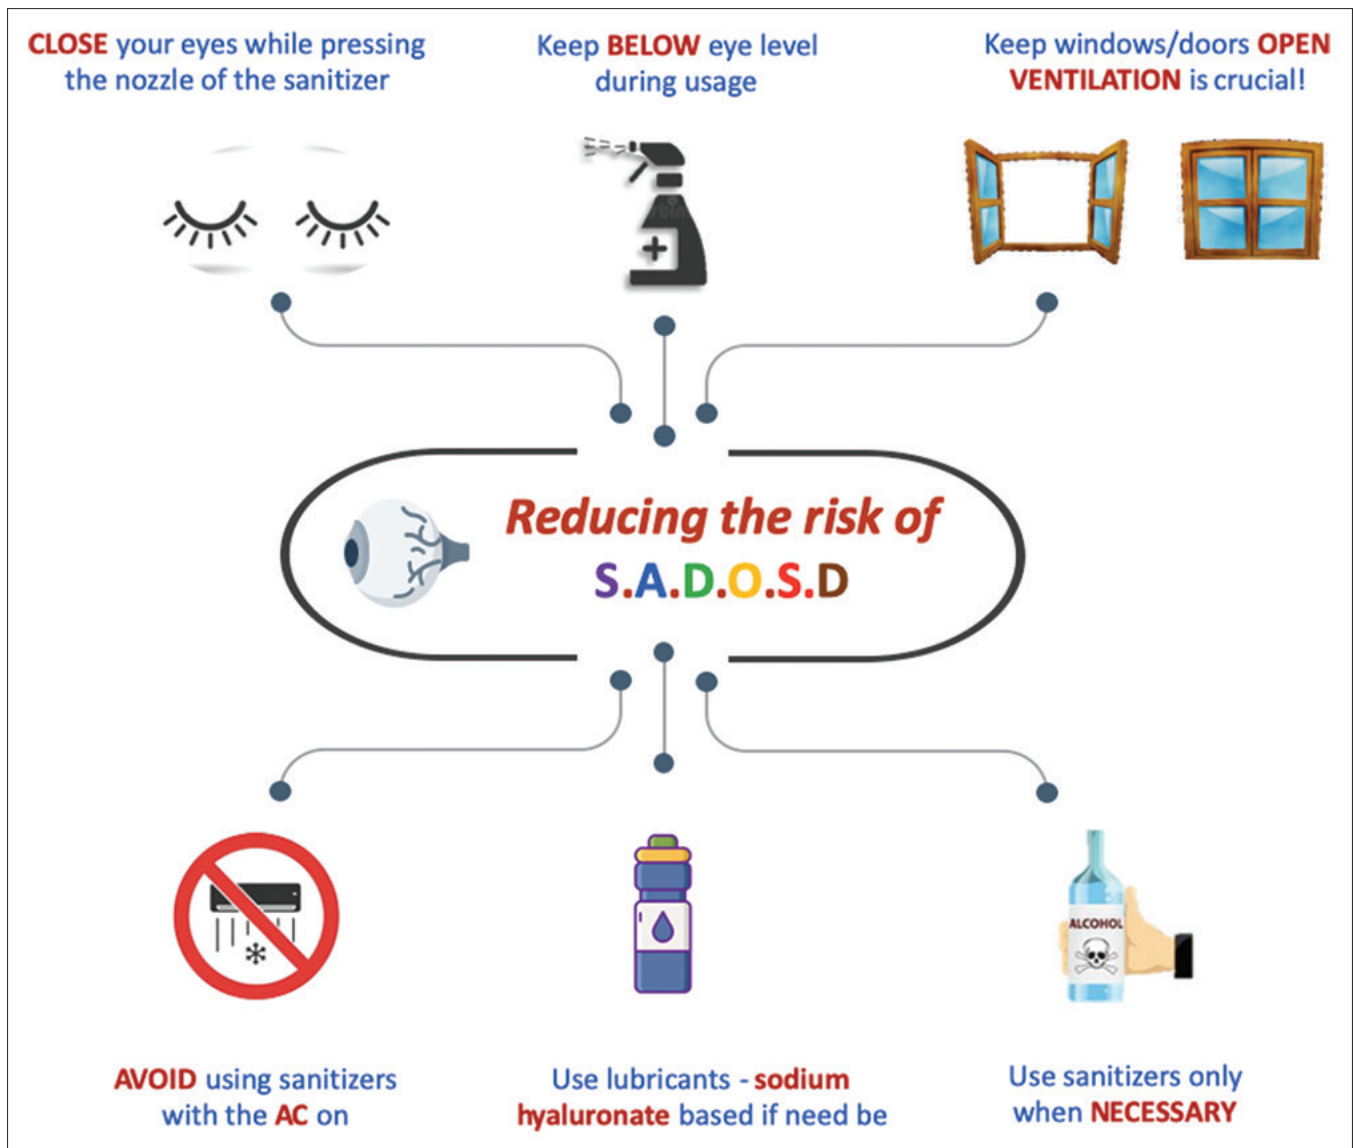 CLOSE your eyes while pressing
the nozzle of the sanitizer
Keep BELOW eye level
during usage
Keep windows/doors OPEN
VENTILATION is crucial!
Reducing the risk of
S.A.D.O.S.D
ALCOHOL
AVOID using sanitizers
with the AC on
Use lubricants - sodium
hyaluronate based if need be
Use sanitizers only
when NECESSARY